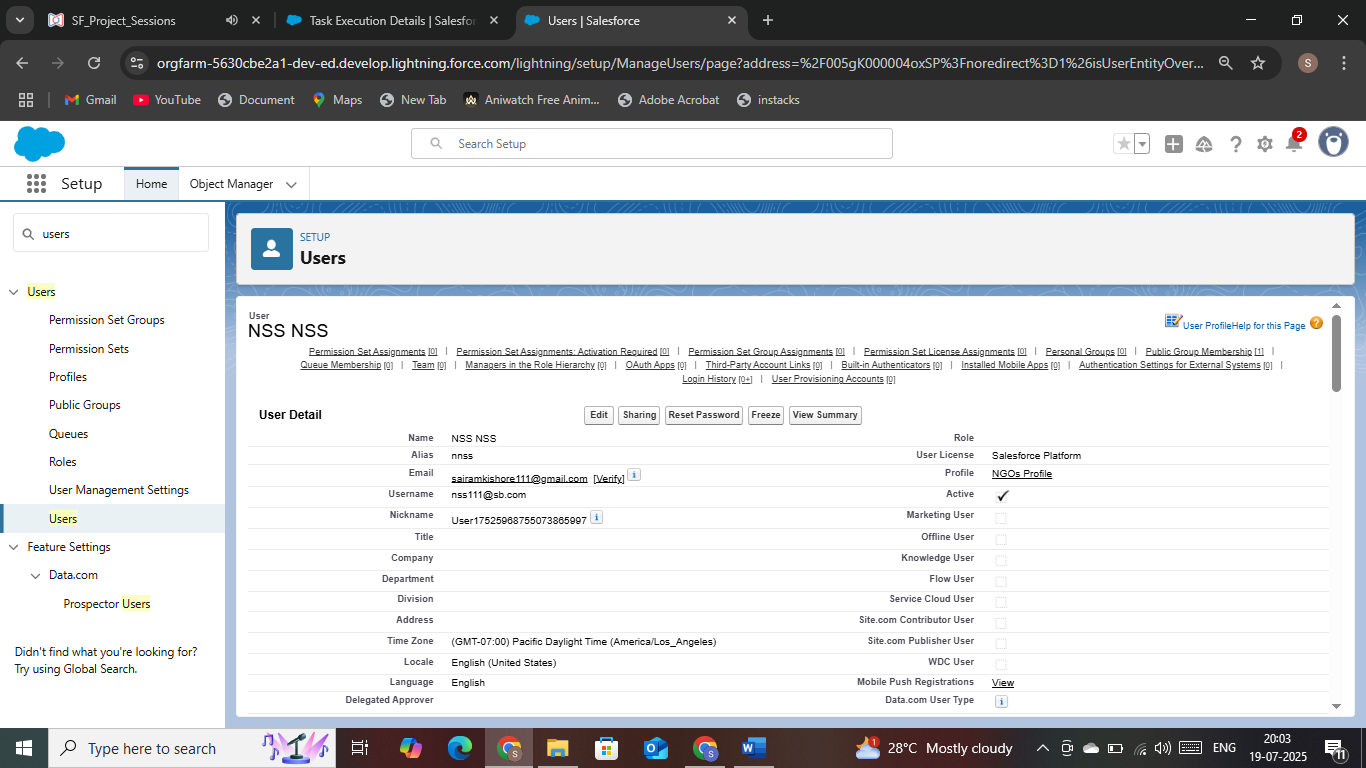 SF_Project_Sessions
Task Execution Details | Salesfor
Users | Salesforce
orgfarm-5630cbe2a1-dev-ed.develop.lightning.force.com/lightning/setup/ManageUsers/page?address=%2F005gK000004oxSP%3Fnoredirect%3D1%26isUserEntityOver...
S
Gmail YouTube Document Maps New Tab Aniwatch Free Anim... Adobe Acrobat instacks
Search Setup
2
Setup Home Object Manager
users
Users
Permission Set Groups
Permission Sets
Profiles
Public Groups
Queues
Roles
User Management Settings
Users
Feature Settings
Data.com
Prospector Users
Didn't find what you're looking for?
Try using Global Search.
SETUP
Users
User
NSS NSS
User Profile Help for this Page
Permission Set Assignments [0] | Permission Set Assignments: Activation Required [0] | Permission Set Group Assignments [0] | Permission Set License Assignments [0] | Personal Groups [0] | Public Group Membership [1] |
Queue Membership [0] | Team [0] | Managers in the Role Hierarchy [0] | OAuth Apps [0] | Third-Party Account Links [0] | Built-in Authenticators [0] | Installed Mobile Apps [0] | Authentication Settings for External Systems [0] |
Login History [0+] | User Provisioning Accounts [0]
User Detail Edit Sharing Reset Password Freeze View Summary
Name NSS NSS Role
Alias nnss User License Salesforce Platform
Email sairamkishore111@gmail.com [Verify] Profile NGOs Profile
Username nss111@sb.com Active
Nickname User17525968755073865997 Marketing User
Title Offline User
Company Knowledge User
Department Flow User
Division Service Cloud User
Address Site.com Contributor User
Time Zone (GMT-07:00) Pacific Daylight Time (America/Los_Angeles) Site.com Publisher User
Locale English (United States) WDC User
Language English Mobile Push Registrations View
Delegated Approver Data.com User Type
Type here to search
1
28°C Mostly cloudy
ENG
20:03
19-07-2025
11